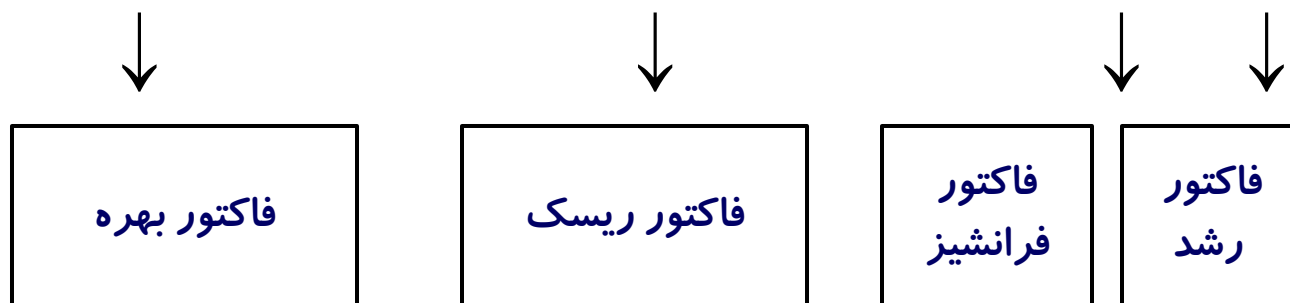 فاکتور
رشد
فاکتور
فرانشیز
فاکتور ریسک
فاکتور بهره